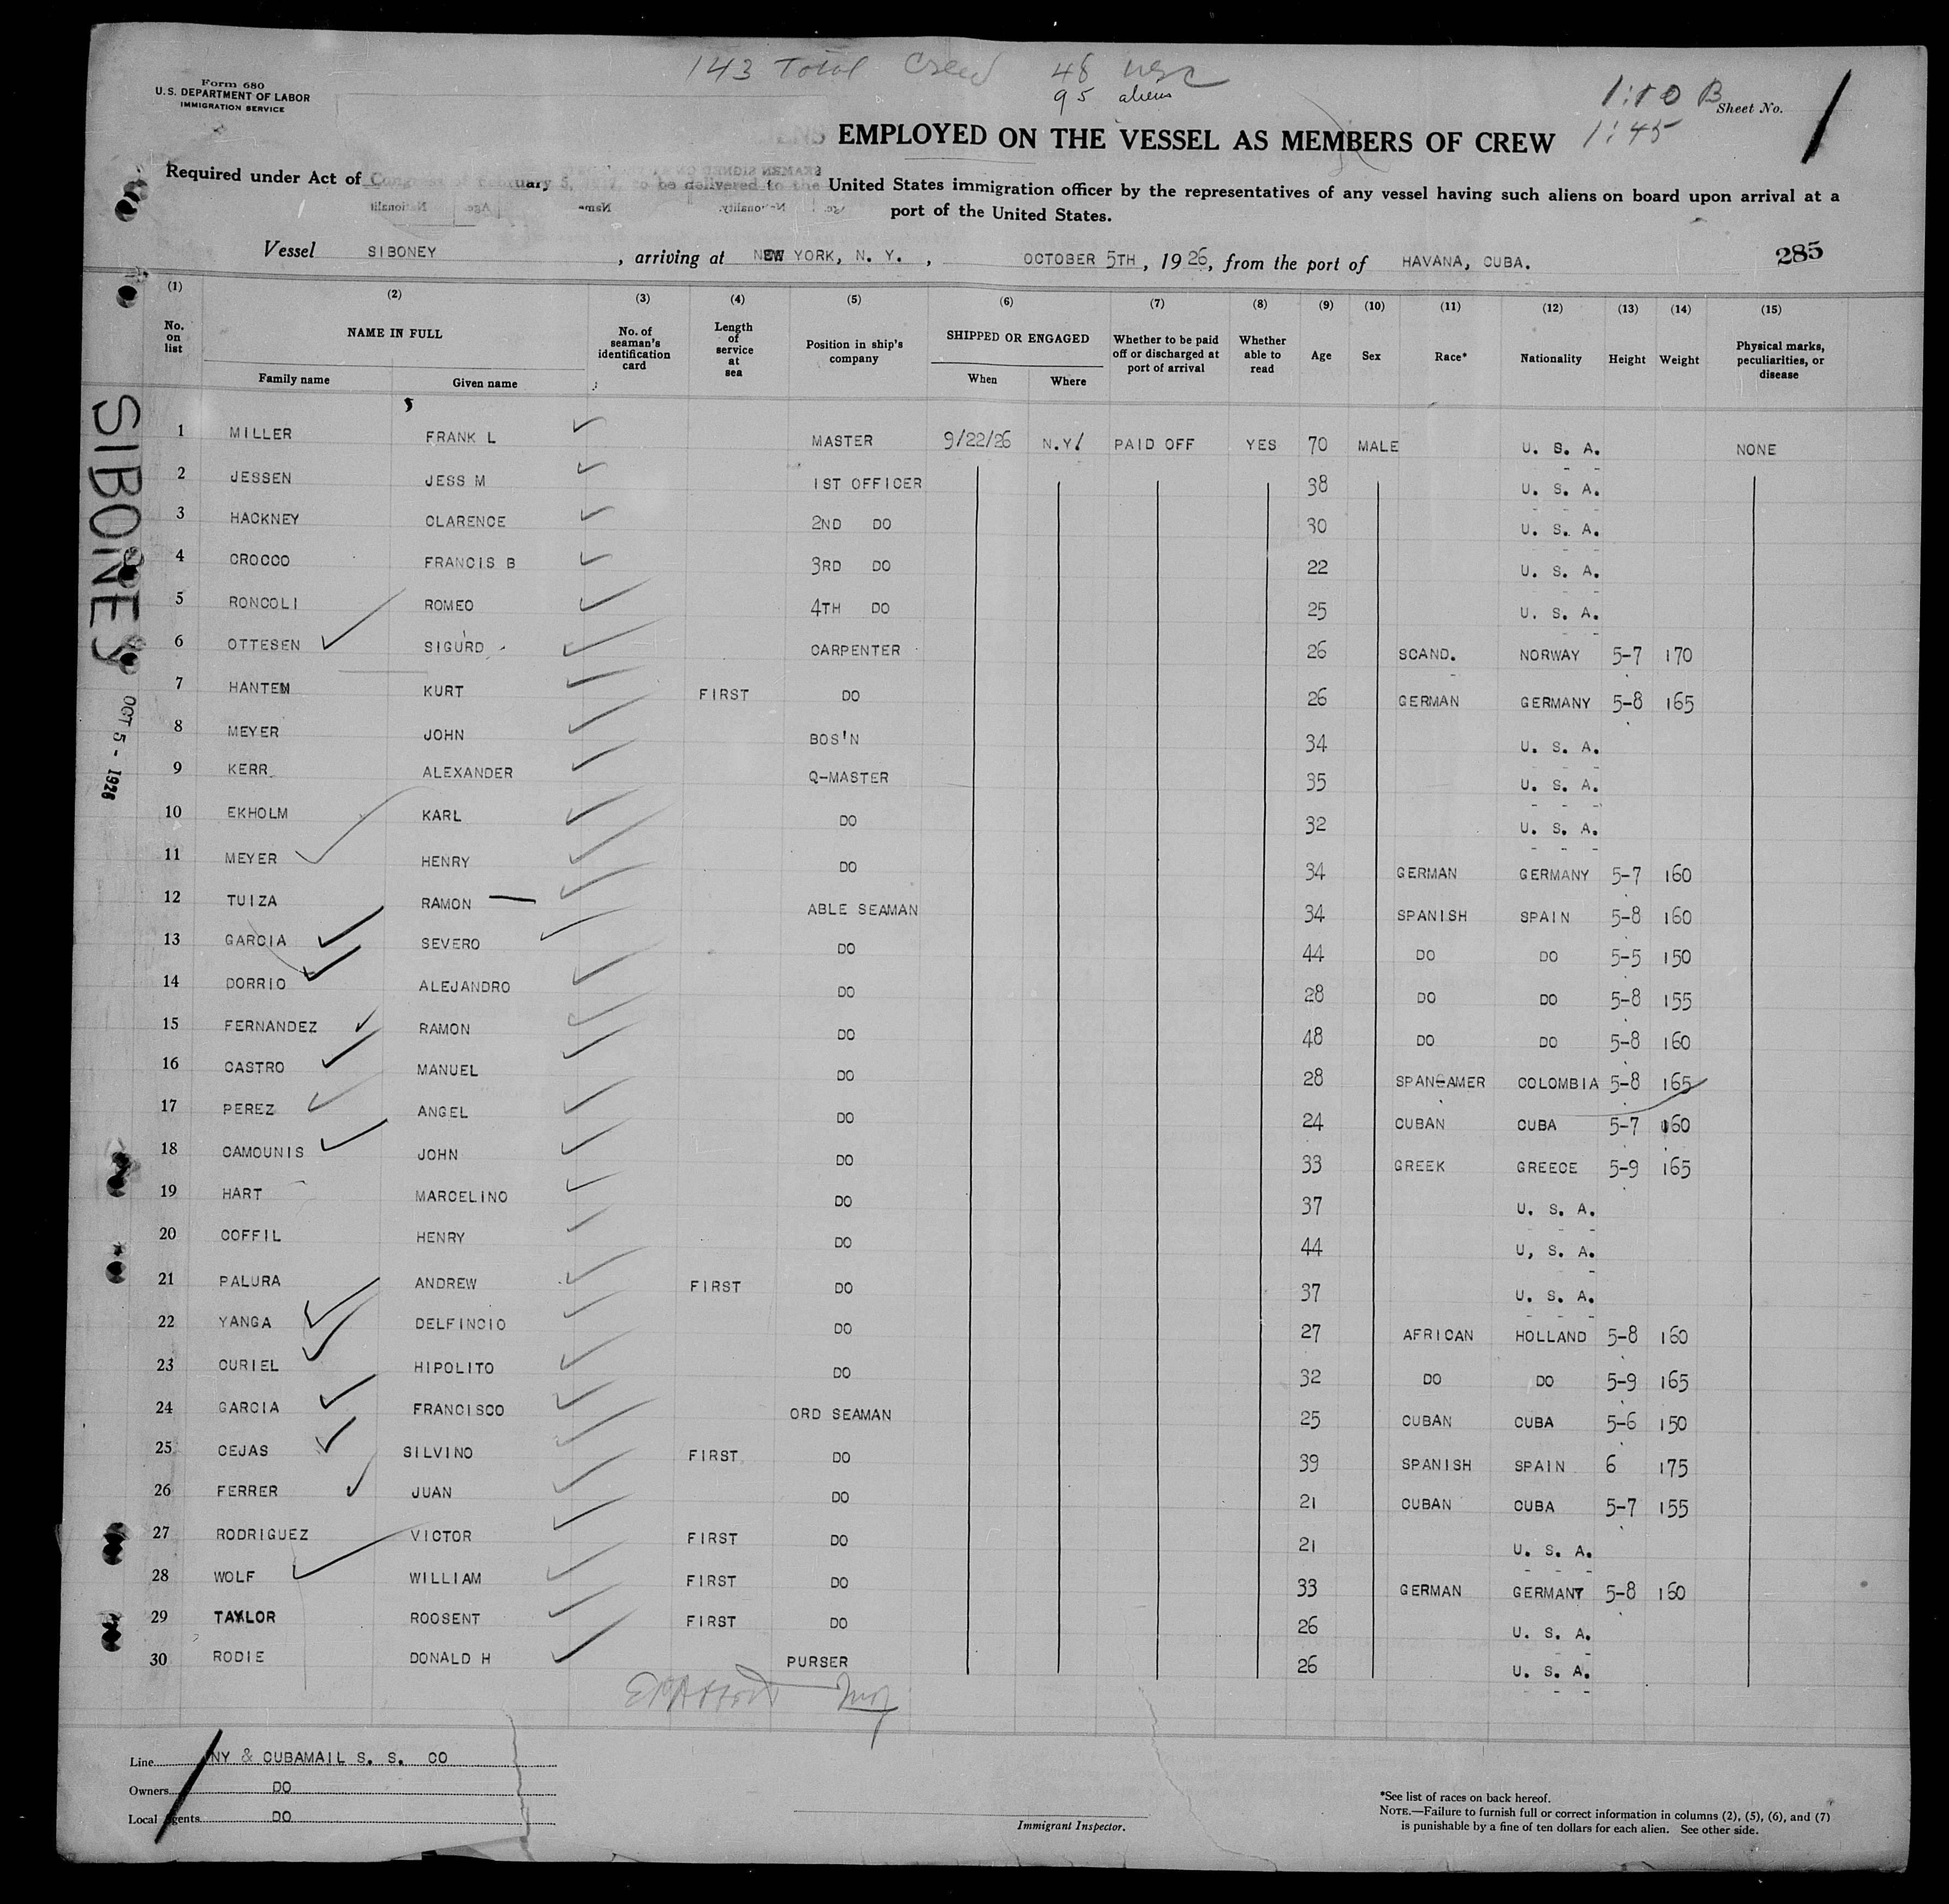 143 Total Crew 48 usc
95 aliens
Form 680
U. S. DEPARTMENT OF LABOR
IMMIGRATION SERVICE
1:10 B
1:45
Sheet No. 1
EMPLOYED ON THE VESSEL AS MEMBERS OF CREW
Required under Act of Congress of February 5, 1917, to be delivered to the United States immigration officer by the representatives of any vessel having such aliens on board upon arrival at a
port of the United States.
Vessel SIBONEY, arriving at NEW YORK, N. Y., OCTOBER 5TH, 1926, from the port of HAVANA, CUBA.
285
(1) (2) (3) (4) (5) (6) (7) (8) (9) (10) (11) (12) (13) (14) (15)
No. on list NAME IN FULL Family name Given name No. of seaman's identification card Length of service at sea Position in ship's company SHIPPED OR ENGAGED When Where Whether to be paid off or discharged at port of arrival Whether able to read Age Sex Race* Nationality Height Weight Physical marks, peculiarities, or disease
1 MILLER FRANK L MASTER 9/22/26 N.Y. PAID OFF YES 70 MALE U. S. A. NONE
2 JESSEN JESS M 1ST OFFICER 38 U. S. A.
3 HACKNEY CLARENCE 2ND DO 30 U. S. A.
4 CROCCO FRANCIS B 3RD DO 22 U. S. A.
5 RONCOLI ROMEO 4TH DO 25 U. S. A.
6 OTTESEN SIGURD CARPENTER 26 SCAND. NORWAY 5-7 170
7 HANTEN KURT FIRST DO 26 GERMAN GERMANY 5-8 165
8 MEYER JOHN BOS'N 34 U. S. A.
9 KERR ALEXANDER Q-MASTER 35 U. S. A.
10 EKHOLM KARL DO 32 U. S. A.
11 MEYER HENRY DO 34 GERMAN GERMANY 5-7 160
12 TUIZA RAMON ABLE SEAMAN 34 SPANISH SPAIN 5-8 160
13 GARCIA SEVERO DO 44 DO DO 5-5 150
14 DORRIO ALEJANDRO DO 28 DO DO 5-8 155
15 FERNANDEZ RAMON DO 48 DO DO 5-8 160
16 CASTRO MANUEL DO 28 SPAN-AMER COLOMBIA 5-8 165
17 PEREZ ANGEL DO 24 CUBAN CUBA 5-7 160
18 CAMOUNIS JOHN DO 33 GREEK GREECE 5-9 165
19 HART MARCELINO DO 37 U. S. A.
20 COFFIL HENRY DO 44 U, S. A.
21 PALURA ANDREW FIRST DO 37 U. S. A.
22 YANGA DELFINCIO DO 27 AFRICAN HOLLAND 5-8 160
23 CURIEL HIPOLITO DO 32 DO DO 5-9 165
24 GARCIA FRANCISCO ORD SEAMAN 25 CUBAN CUBA 5-6 150
25 CEJAS SILVINO FIRST DO 39 SPANISH SPAIN 6 175
26 FERRER JUAN DO 21 CUBAN CUBA 5-7 155
27 RODRIGUEZ VICTOR FIRST DO 21 U. S. A.
28 WOLF WILLIAM FIRST DO 33 GERMAN GERMANY 5-8 160
29 TAYLOR ROOSENT FIRST DO 26 U. S. A.
30 RODIE DONALD H PURSER 26 U. S. A.
SIBONEY
OCT 5 - 1926
Line NY & CUBAMAIL S. S. CO
Owners DO
Local Agents DO
Immigrant Inspector.
*See list of races on back hereof.
NOTE.—Failure to furnish full or correct information in columns (2), (5), (6), and (7)
is punishable by a fine of ten dollars for each alien. See other side.